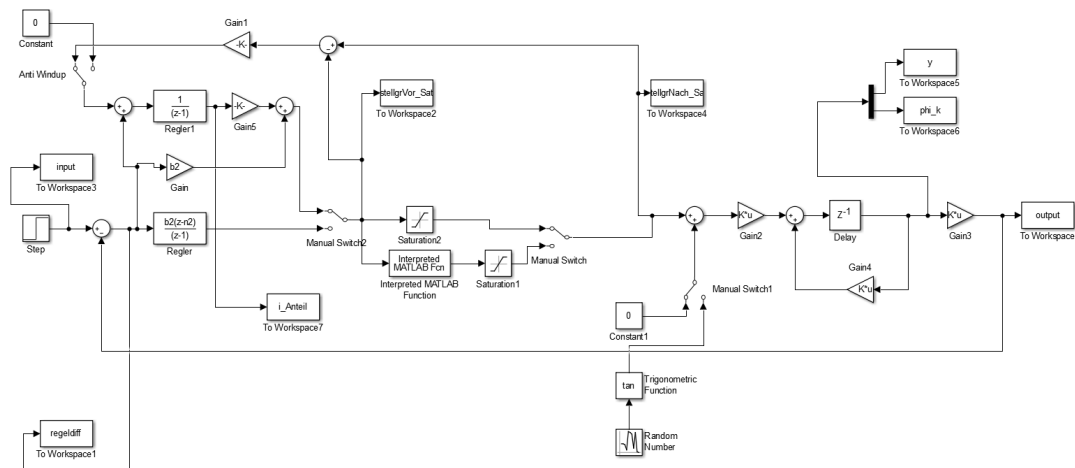 0
Constant
Gain1
-K-
Anti Windup
1
(z-1)
Regler1
-K-
Gain5
stellgrVor_Sat
To Workspace2
tellgrNach_Sa
To Workspace4
y
To Workspace5
phi_k
To Workspace6
input
To Workspace3
b2
Gain
Step
b2(z-n2)
(z-1)
Regler
Manual Switch2
Saturation2
Manual Switch
Interpreted
MATLAB Fcn
Interpreted MATLAB
Function
Saturation1
K*u
Gain2
Z-1
Delay
K*u
Gain3
output
To Workspace
Gain4
K*u
i_Anteil
To Workspace7
0
Constant1
Manual Switch1
tan
Trigonometric
Function
Random
Number
regeldiff
To Workspace1